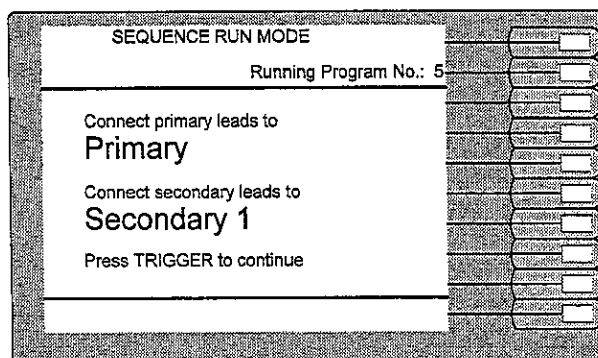 SEQUENCE RUN MODE
Running Program No.: 5
Connect primary leads to
Primary
Connect secondary leads to
Secondary 1
Press TRIGGER to continue